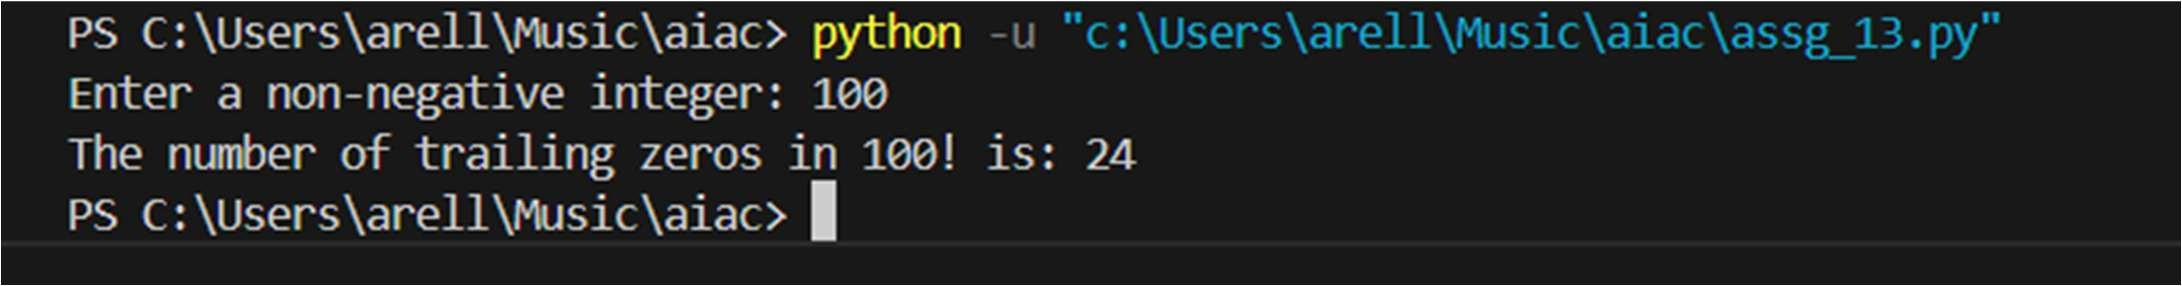 PS C:\Users\arell\Music\aiac> python -u "c:\Users\arell\Music\aiac\assg_13.py"
Enter a non-negative integer: 100
The number of trailing zeros in 100! is: 24
PS C:\Users\arell\Music\aiac>